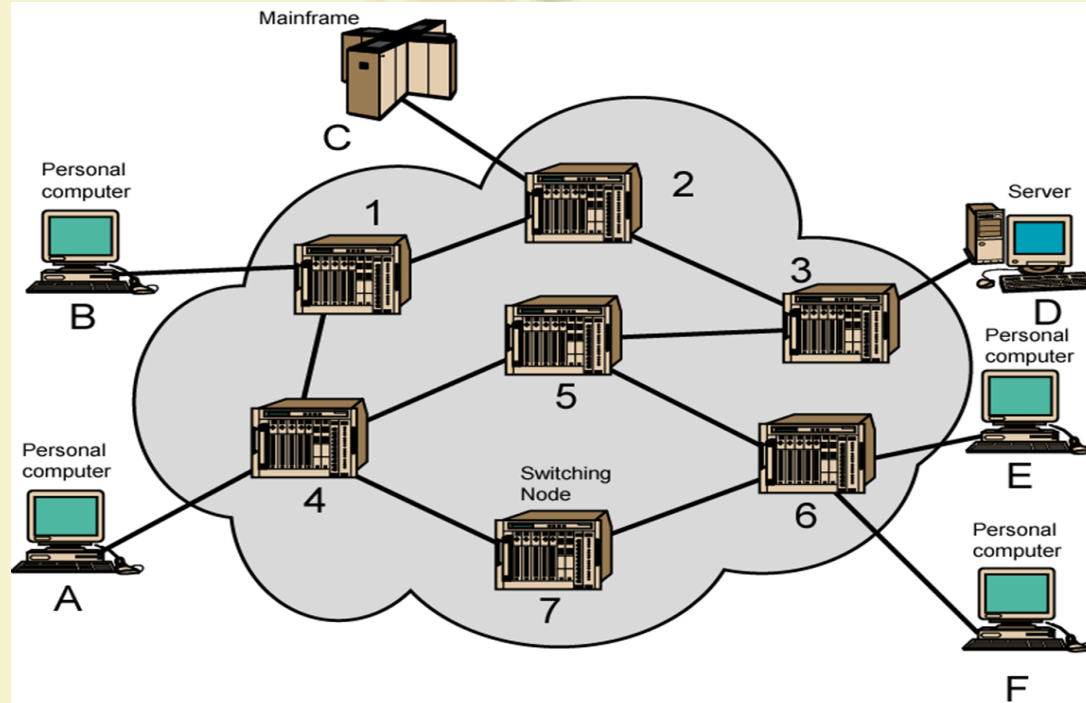 Mainframe
C
Personal
computer
B
1
2
Server
D
3
Personal
computer
E
5
4
Switching
Node
7
6
Personal
computer
A
Personal
computer
F